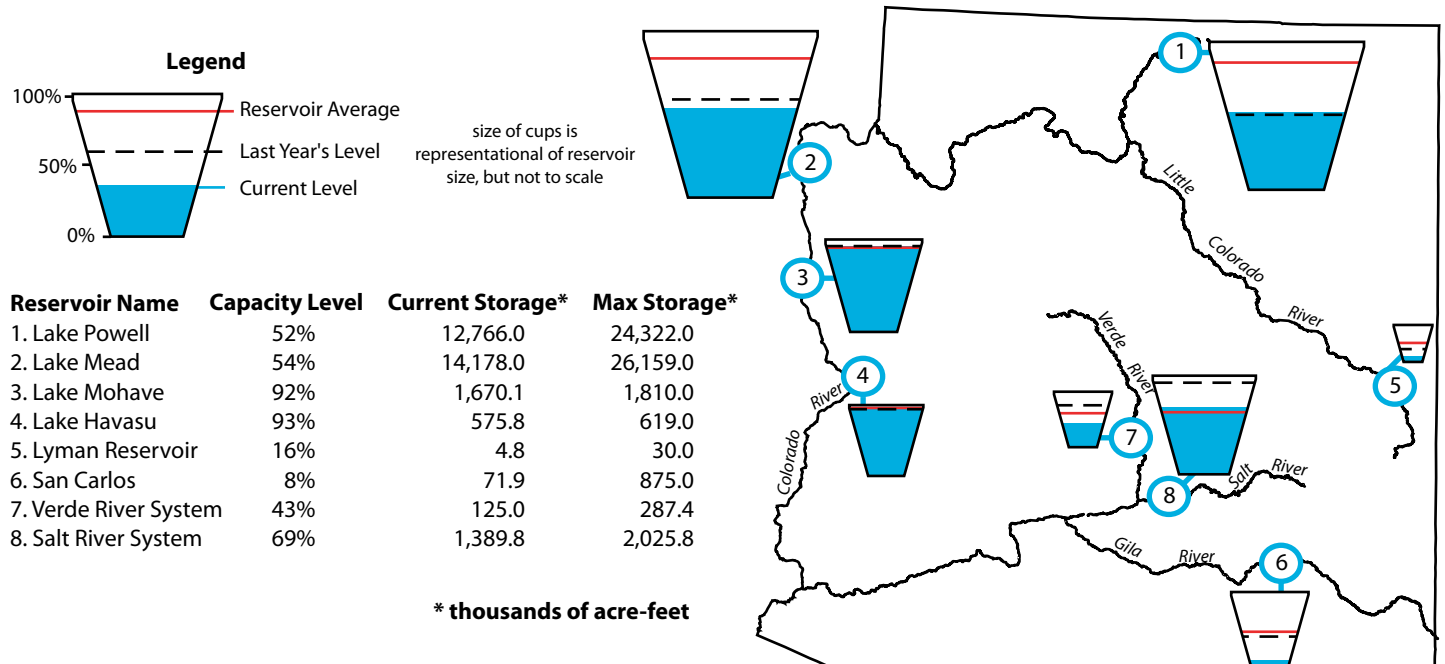 Legend
100%
50%
0%
Reservoir Average
Last Year's Level
Current Level
size of cups is
representational of reservoir
size, but not to scale
Reservoir Name Capacity Level Current Storage* Max Storage*
1. Lake Powell 52% 12,766.0 24,322.0
2. Lake Mead 54% 14,178.0 26,159.0
3. Lake Mohave 92% 1,670.1 1,810.0
4. Lake Havasu 93% 575.8 619.0
5. Lyman Reservoir 16% 4.8 30.0
6. San Carlos 8% 71.9 875.0
7. Verde River System 43% 125.0 287.4
8. Salt River System 69% 1,389.8 2,025.8
* thousands of acre-feet
1
2
3
4
5
6
7
8
Little Colorado River
Verde River
Colorado River
Salt River
Gila River